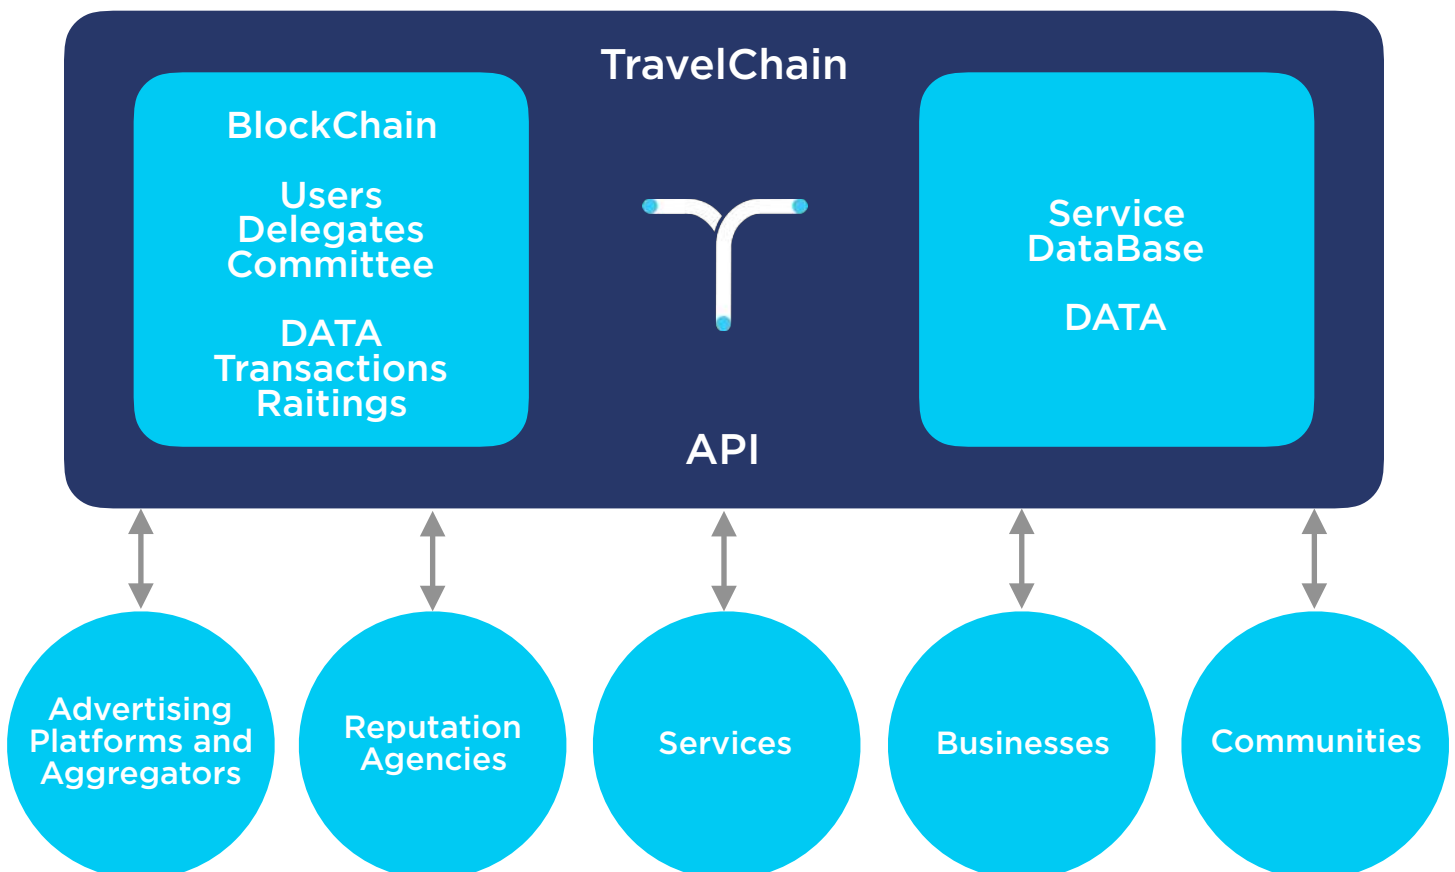 TravelChain
BlockChain
Users
Delegates
Committee
DATA
Transactions
Raitings
Service
DataBase
DATA
API
Advertising
Platforms and
Aggregators
Reputation
Agencies
Services
Businesses
Communities